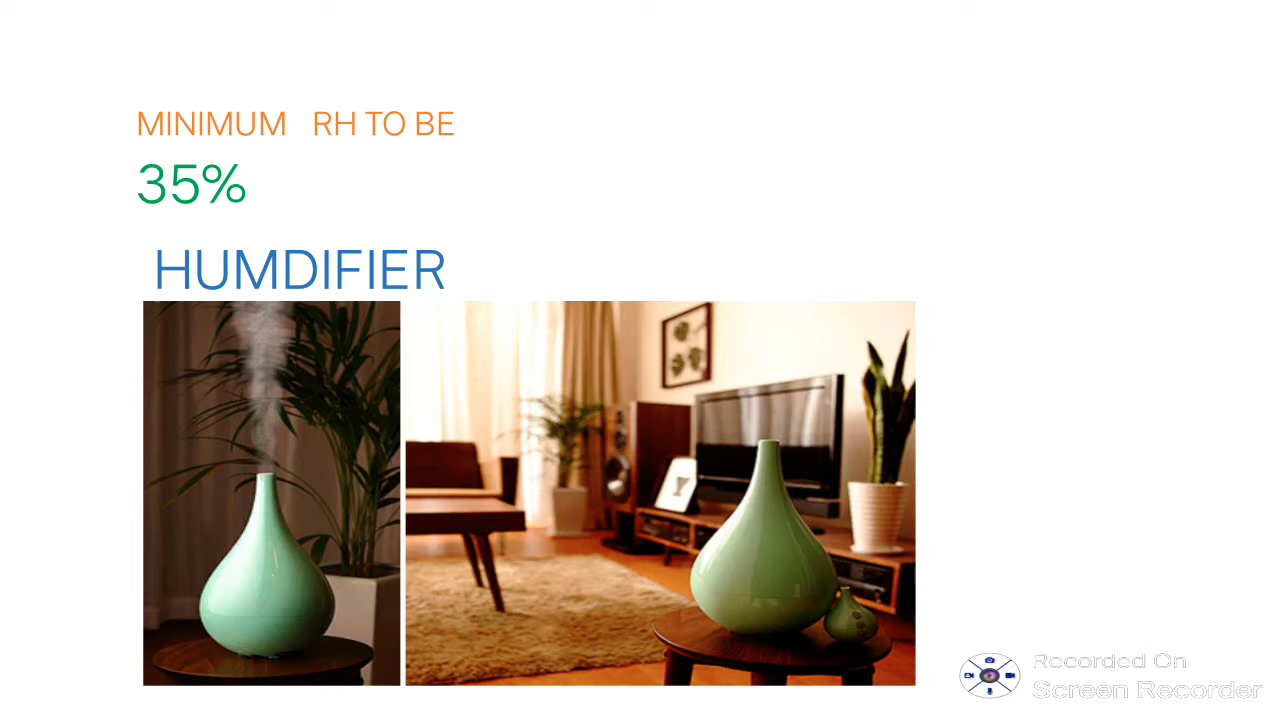 MINIMUM RH TO BE
35%
HUMDIFIER
Recorded On
Screen Recorder